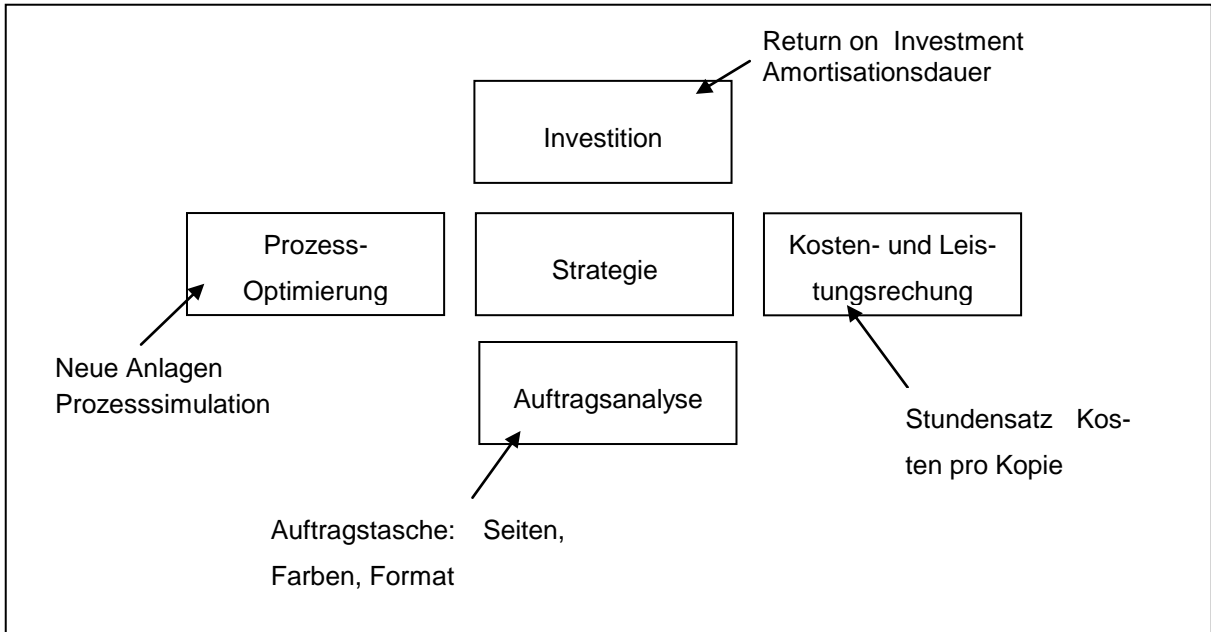 Return on Investment
Amortisationsdauer
Investition
Prozess-
Optimierung
Strategie
Kosten- und Leis-
tungsrechung
Neue Anlagen
Prozesssimulation
Auftragsanalyse
Stundensatz Kos-
ten pro Kopie
Auftragstasche: Seiten,
Farben, Format